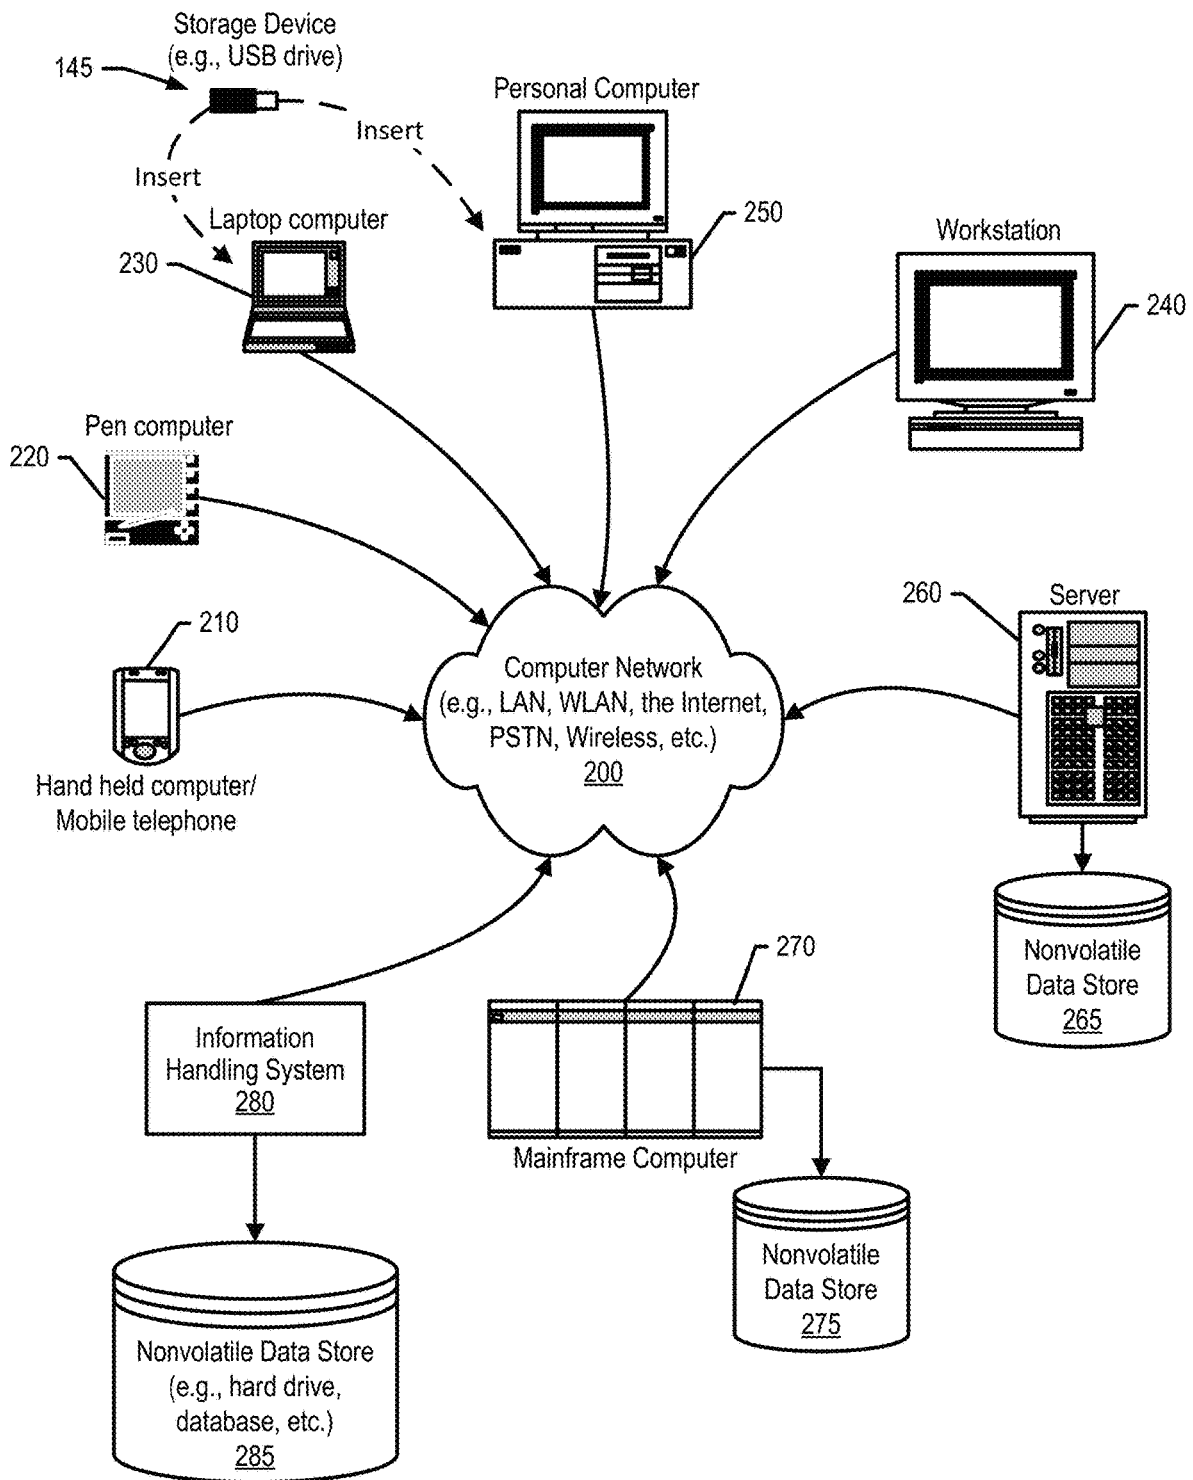 Storage Device
(e.g., USB drive)
145
Insert
Insert
Personal Computer
250
Laptop computer
230
Workstation
240
Pen computer
220
210
Hand held computer/
Mobile telephone
Computer Network
(e.g., LAN, WLAN, the Internet,
PSTN, Wireless, etc.)
200
260
Server
Nonvolatile
Data Store
265
270
Mainframe Computer
Nonvolatile
Data Store
275
Information
Handling System
280
Nonvolatile Data Store
(e.g., hard drive,
database, etc.)
285